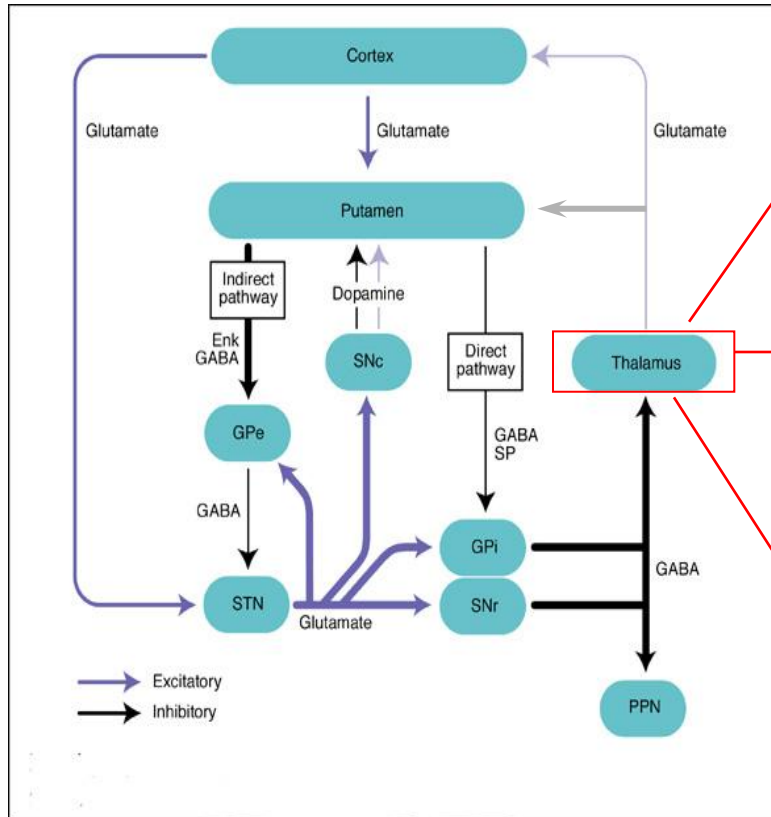 Cortex
Glutamate
Glutamate
Glutamate
Putamen
Indirect
pathway
Dopamine
Enk
GABA
SNc
Direct
pathway
Thalamus
GPe
GABA
SP
GABA
GPi
GABA
STN
Glutamate
SNr
Excitatory
Inhibitory
PPN